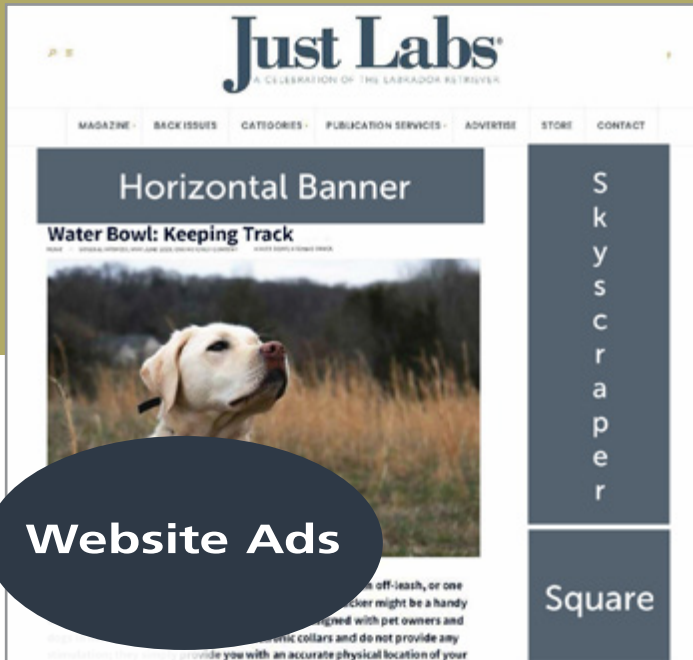 Just Labs
A CELEBRATION OF THE LABRADOR RETRIEVER
MAGAZINE BACK ISSUES CATEGORIES PUBLICATION SERVICES ADVERTISE STORE CONTACT
Horizontal Banner
Skyscraper
Water Bowl: Keeping Track
Website Ads
off-leash, or one
might be a handy
with pet owners and
collars and do not provide any
provide you with an accurate physical location of your
Square